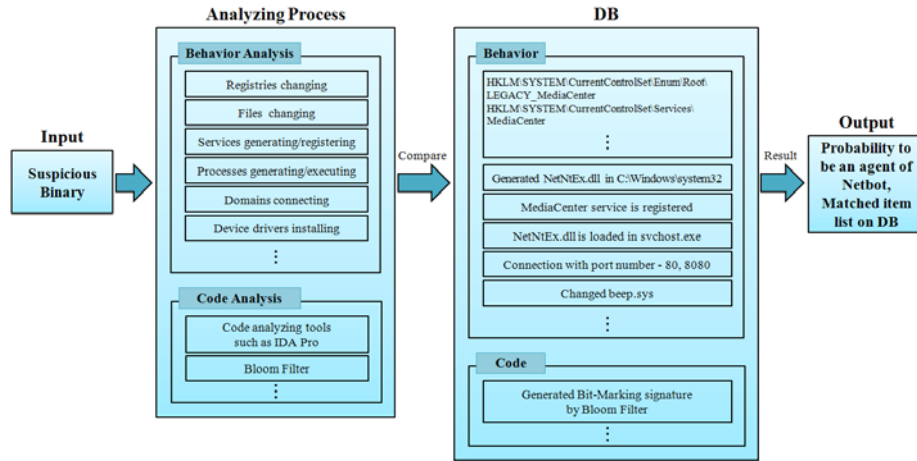 Analyzing Process
DB
Behavior Analysis
Registries changing
Files changing
Services generating/registering
Processes generating/executing
Domains connecting
Device drivers installing
⋮
Code Analysis
Code analyzing tools
such as IDA Pro
Bloom Filter
⋮
Input
Suspicious
Binary
Compare
Behavior
HKLM\SYSTEM\CurrentControlSet\Enum\Root\
LEGACY_MediaCenter
HKLM\SYSTEM\CurrentControlSet\Services\
MediaCenter
⋮
Generated NetNtEx.dll in C:\Windows\system32
MediaCenter service is registered
NetNtEx.dll is loaded in svchost.exe
Connection with port number - 80, 8080
Changed beep.sys
⋮
Code
Generated Bit-Marking signature
by Bloom Filter
⋮
Result
Output
Probability to
be an agent of
Netbot,
Matched item
list on DB